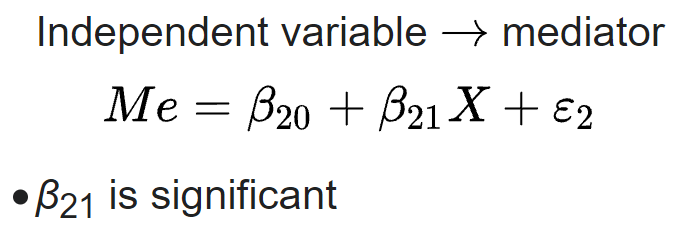 Independent variable → mediator
Me = β₂₀ + β₂₁X + ε₂
•β₂₁ is significant